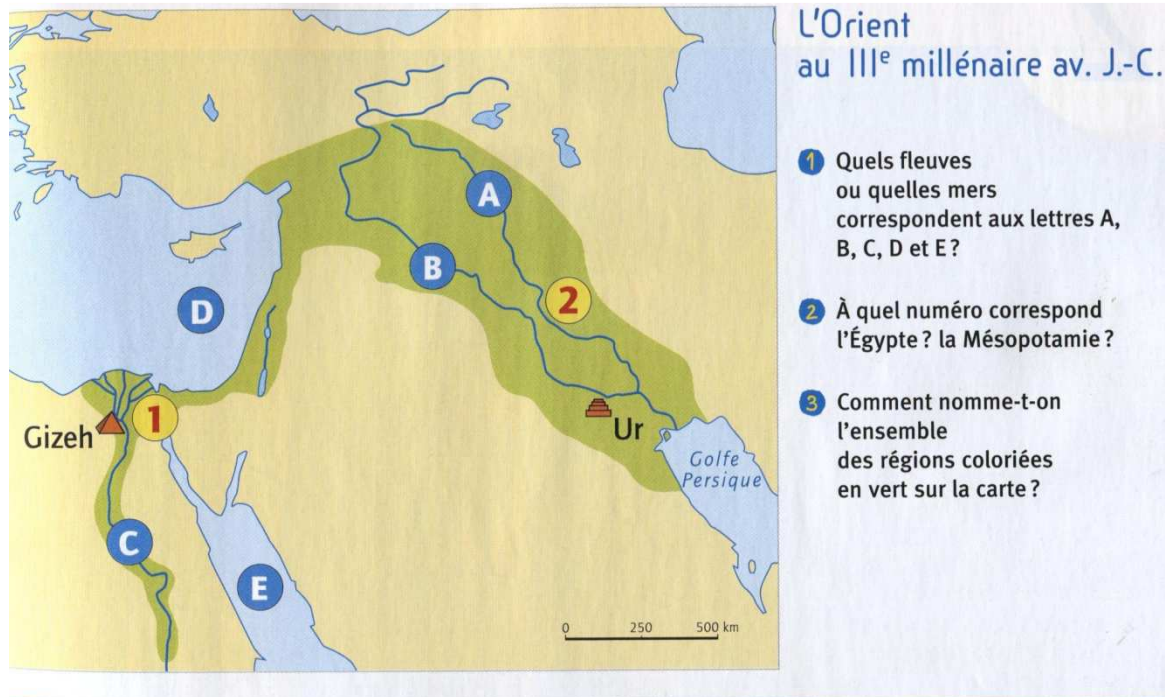 L'Orient
au IIIe millénaire av. J.-C.
1 Quels fleuves
ou quelles mers
correspondent aux lettres A,
B, C, D et E ?
2 À quel numéro correspond
l'Égypte ? la Mésopotamie ?
3 Comment nomme-t-on
l'ensemble
des régions coloriées
en vert sur la carte ?
A
B
2
D
1
Gizeh
Ur
Golfe
Persique
C
E
0 250 500 km